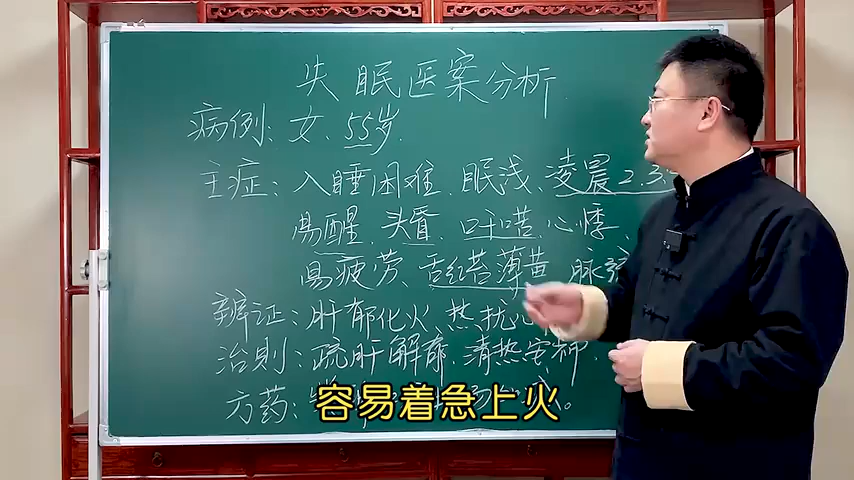 失眠医案分析
病例:女、55岁.
主症:入睡困难、眠浅、凌晨2.3
易醒、头昏、口苦、心悸、
易疲劳、舌红苔薄黄、脉弦
辨证:肝郁化火、热扰心
治则:疏肝解郁、清热安神.
方药:
容易着急上火